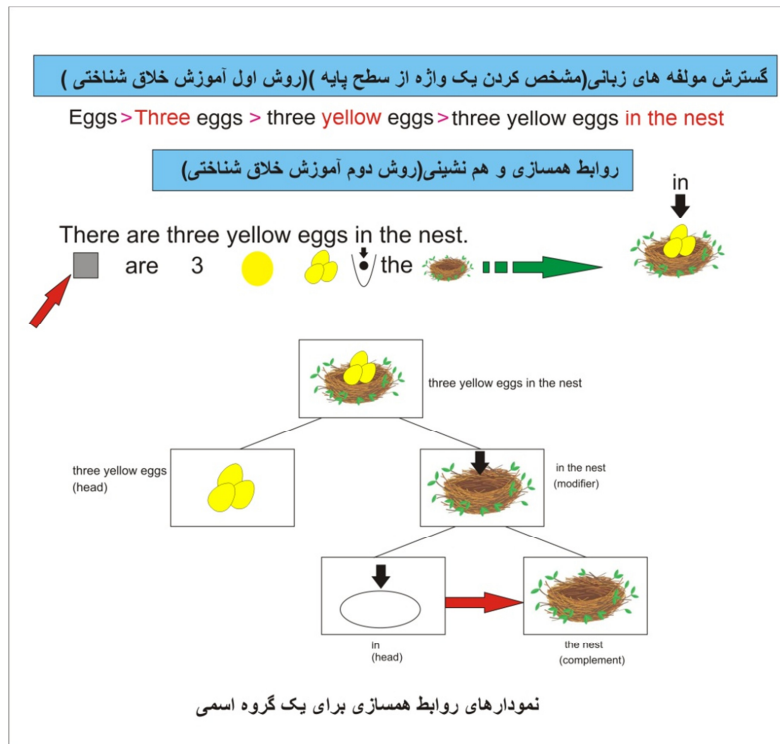 گسترش مولفه های زبانی(مشخص کردن یک واژه از سطح پایه )(روش اول آموزش خلاق شناختی )
Eggs>Three eggs > three yellow eggs>three yellow eggs in the nest
روابط همسازی و هم نشینی(روش دوم آموزش خلاق شناختی)
in
There are three yellow eggs in the nest.
are 3 the
three yellow eggs in the nest
three yellow eggs
(head)
in the nest
(modifier)
in
(head)
the nest
(complement)
نمودارهای روابط همسازی برای یک گروه اسمی